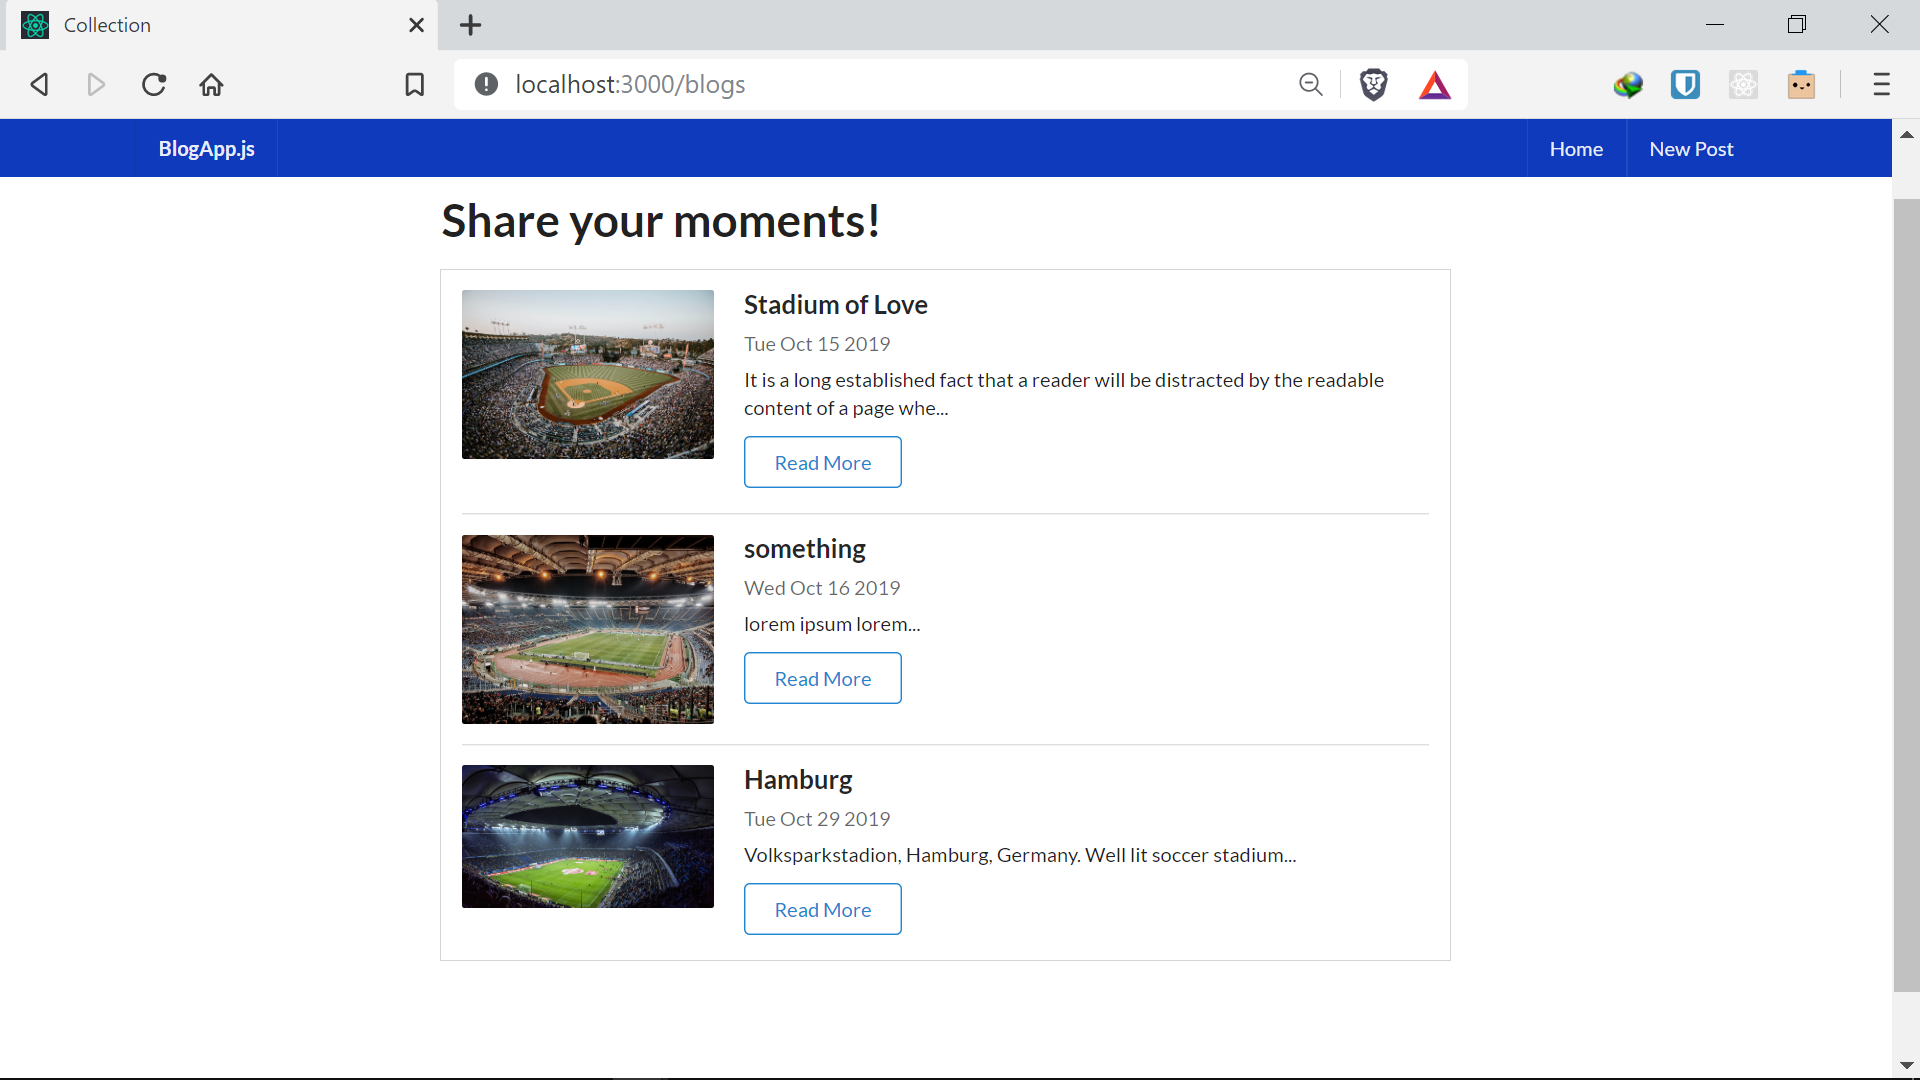 Collection
localhost:3000/blogs
BlogApp.js
Home
New Post
Share your moments!
Stadium of Love
Tue Oct 15 2019
It is a long established fact that a reader will be distracted by the readable
content of a page whe...
Read More
something
Wed Oct 16 2019
lorem ipsum lorem...
Read More
Hamburg
Tue Oct 29 2019
Volksparkstadion, Hamburg, Germany. Well lit soccer stadium...
Read More